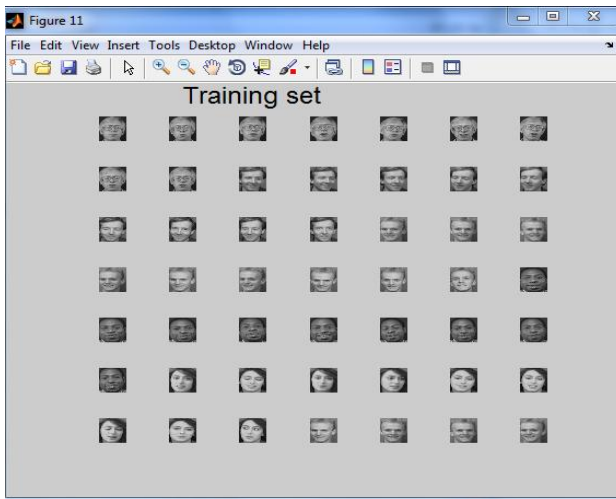 Figure 11
File Edit View Insert Tools Desktop Window Help
Training set